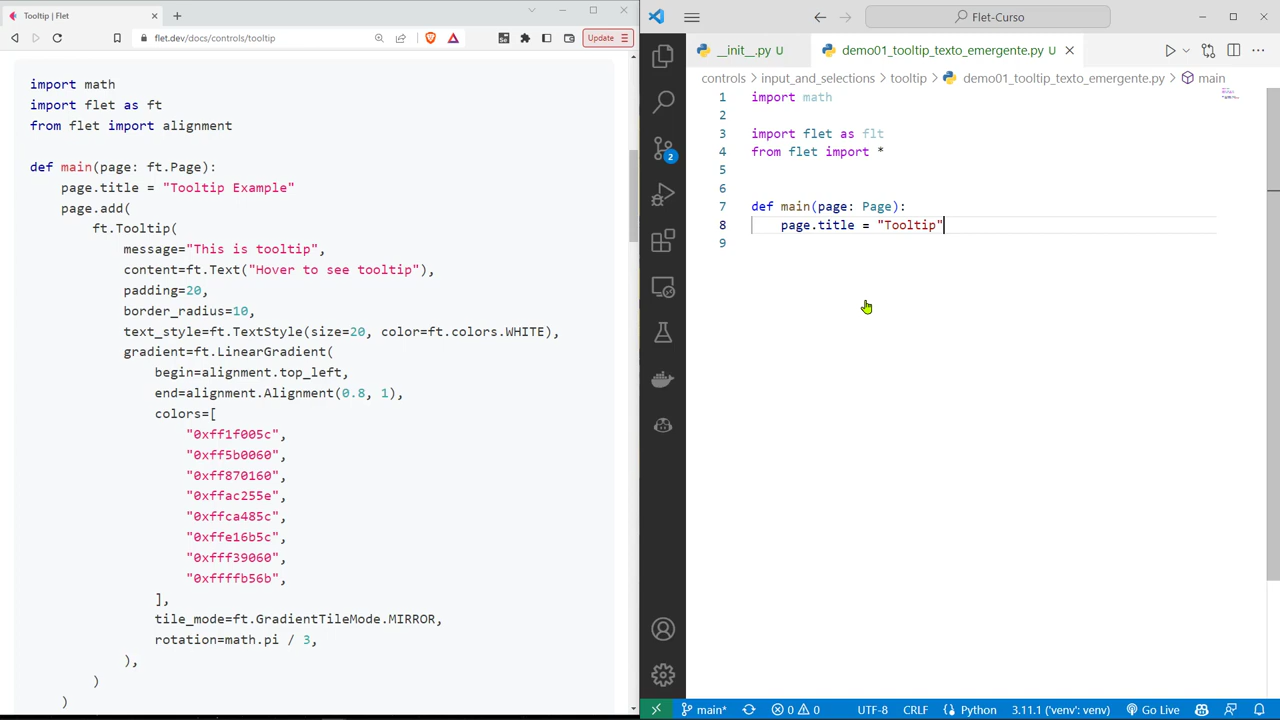 Tooltip | Flet
flet.dev/docs/controls/tooltip
Update
import math
import flet as ft
from flet import alignment
def main(page: ft.Page):
page.title = "Tooltip Example"
page.add(
ft.Tooltip(
message="This is tooltip",
content=ft.Text("Hover to see tooltip"),
padding=20,
border_radius=10,
text_style=ft.TextStyle(size=20, color=ft.colors.WHITE),
gradient=ft.LinearGradient(
begin=alignment.top_left,
end=alignment.Alignment(0.8, 1),
colors=[
"0xff1f005c",
"0xff5b0060",
"0xff870160",
"0xffac255e",
"0xffca485c",
"0xffe16b5c",
"0xfff39060",
"0xffffb56b",
],
tile_mode=ft.GradientTileMode.MIRROR,
rotation=math.pi / 3,
),
)
)
Flet-Curso
__init__.py U
demo01_tooltip_texto_emergente.py U
controls > input_and_selections > tooltip > demo01_tooltip_texto_emergente.py > main
2
1 import math
2
3 import flet as flt
4 from flet import *
5
6
7 def main(page: Page):
8 page.title = "Tooltip"
9
main* 0 0 UTF-8 CRLF Python 3.11.1 ('venv': venv) Go Live